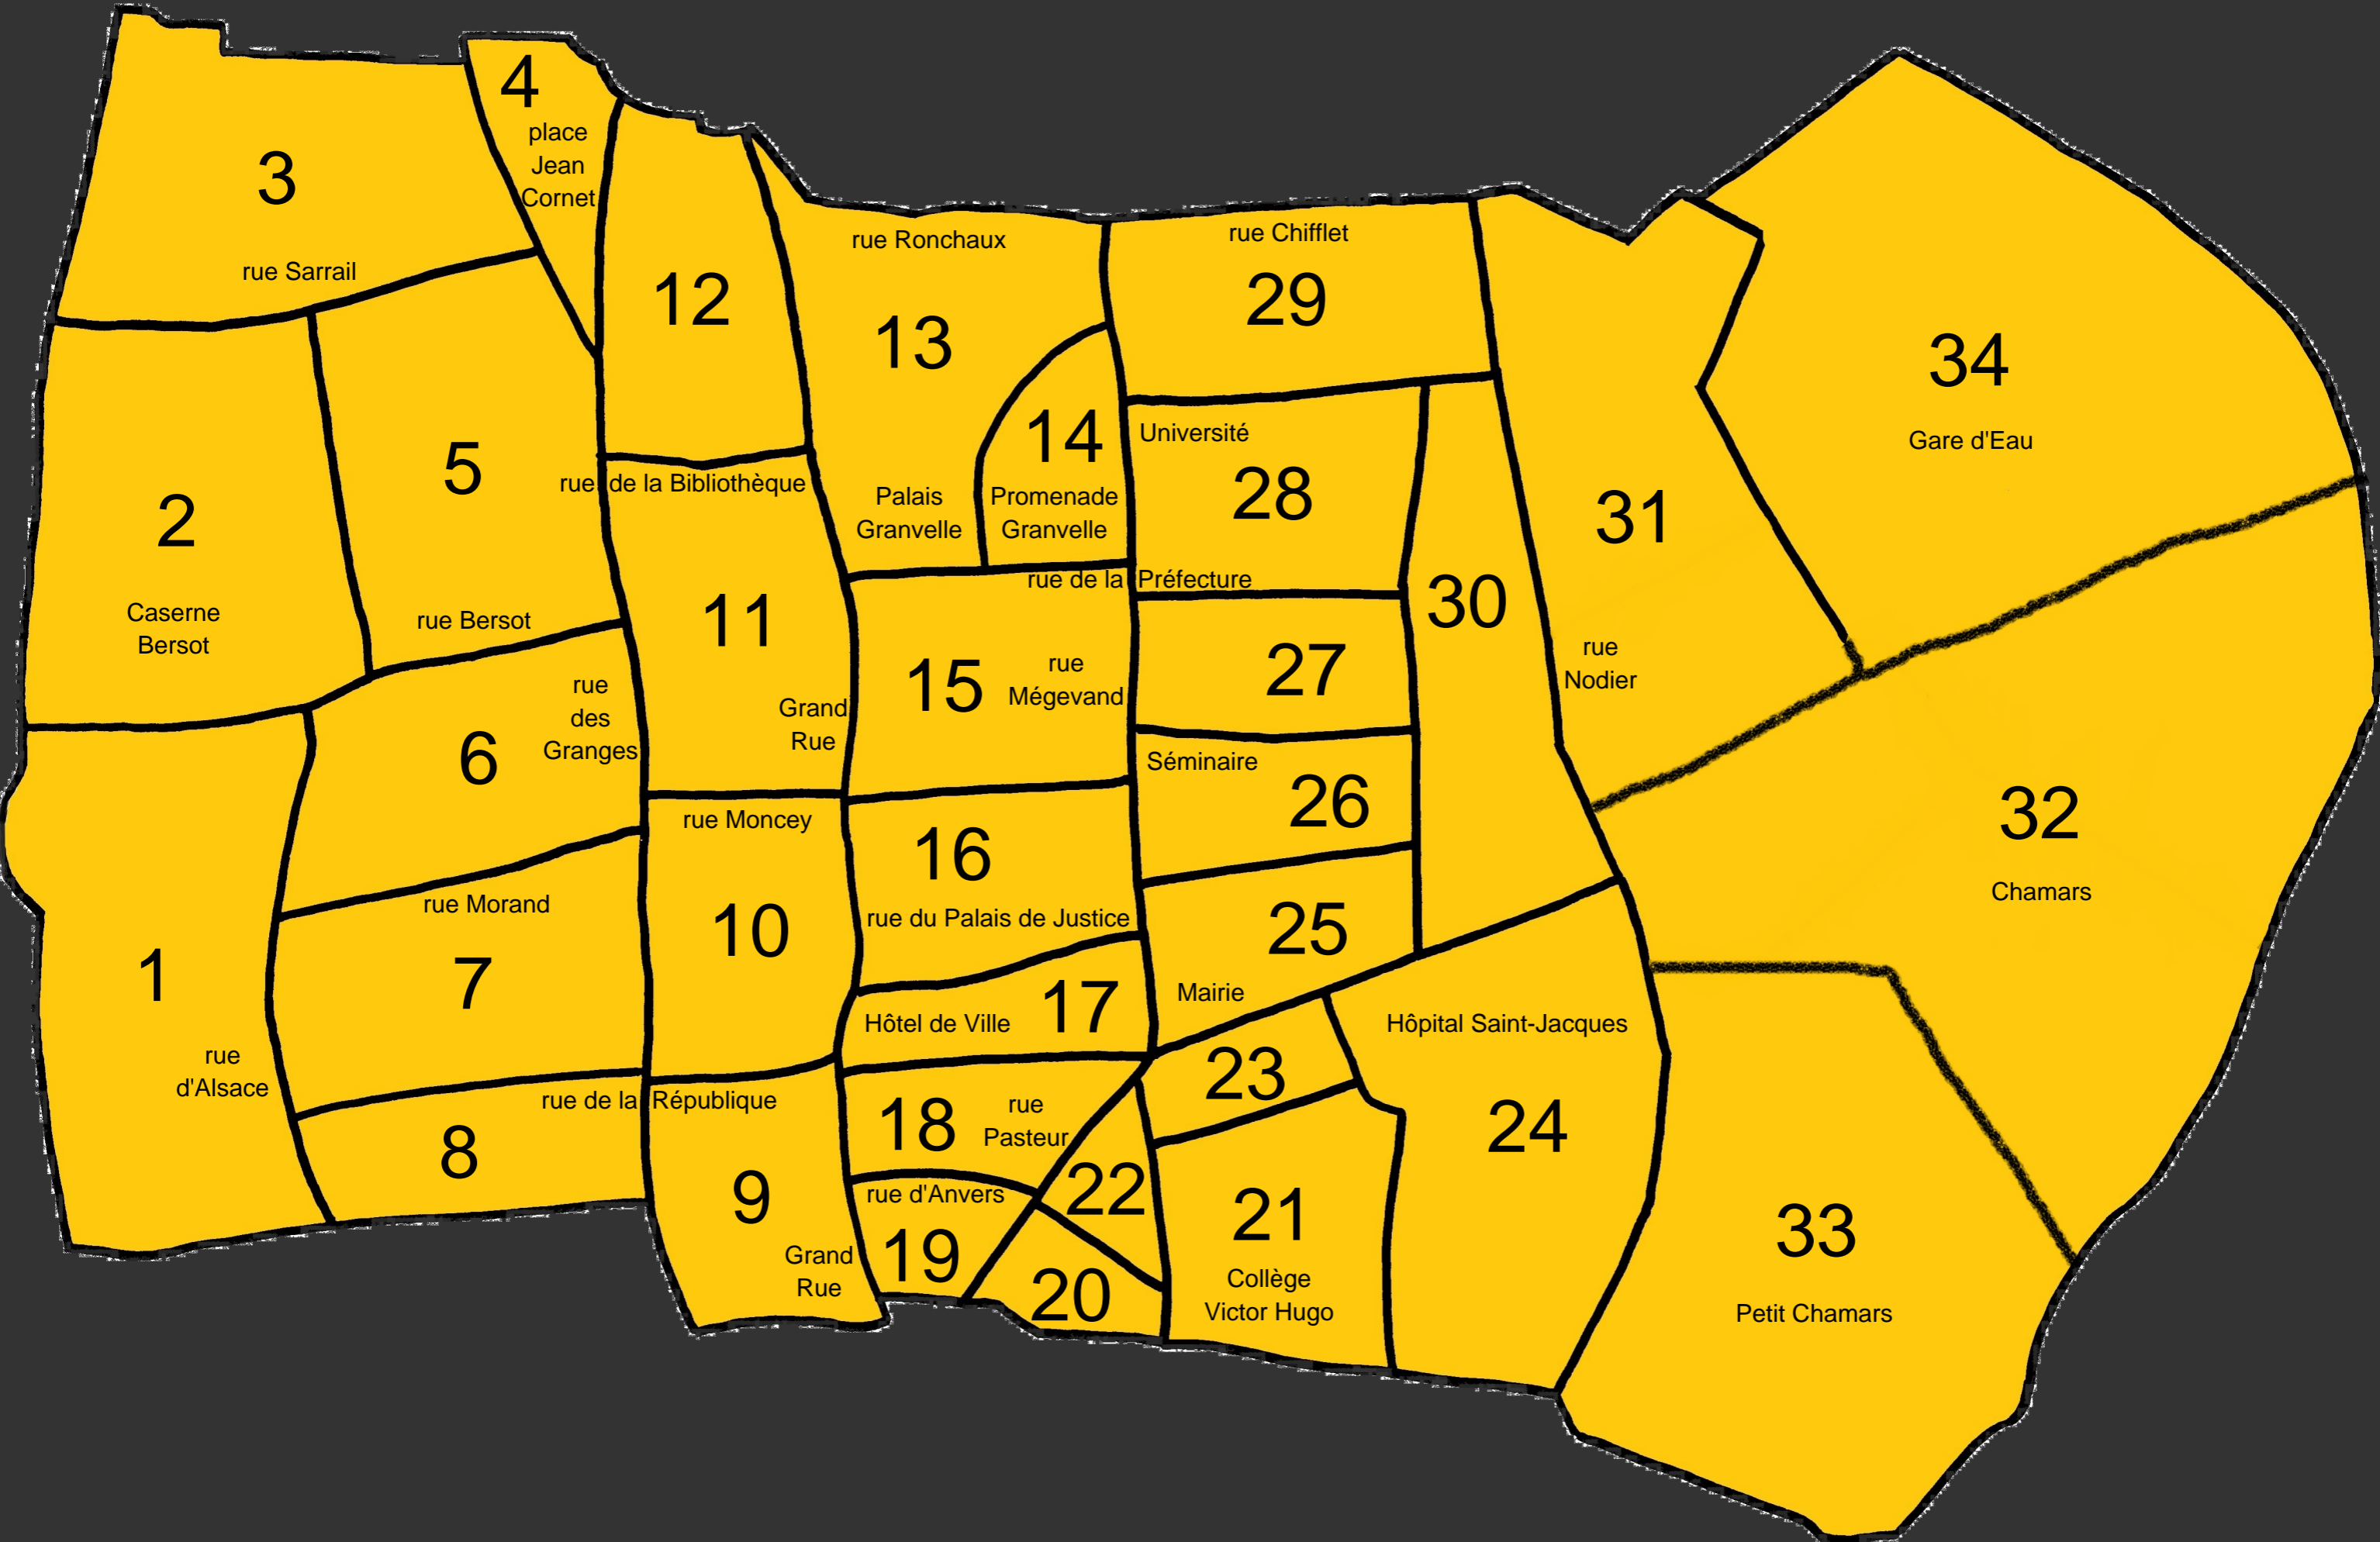 4
place
Jean
Cornet
3
rue Sarrail
12
rue Ronchaux
13
rue Chifflet
29
14
Promenade
Granvelle
Palais
Granvelle
Université
28
34
Gare d'Eau
31
rue
Nodier
5
rue Bersot
2
Caserne
Bersot
rue de la Bibliothèque
11
Grand
Rue
rue de la Préfecture
15
rue
Mégevand
27
30
6
rue
des
Granges
Séminaire
26
32
Chamars
rue Moncey
10
16
rue du Palais de Justice
25
Mairie
rue Morand
7
1
rue
d'Alsace
Hôtel de Ville
17
Hôpital Saint-Jacques
24
23
rue de la République
8
9
Grand
Rue
18
rue
Pasteur
rue d'Anvers
19
22
20
21
Collège
Victor Hugo
33
Petit Chamars